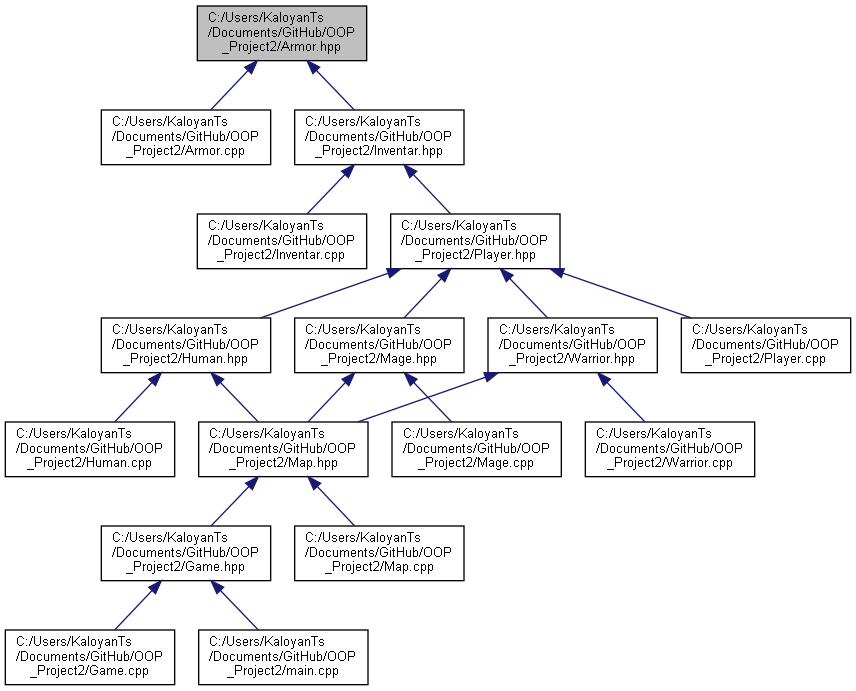 C:/Users/KaloyanTs
/Documents/GitHub/OOP
_Project2/Armor.hpp
C:/Users/KaloyanTs
/Documents/GitHub/OOP
_Project2/Armor.cpp
C:/Users/KaloyanTs
/Documents/GitHub/OOP
_Project2/Inventar.hpp
C:/Users/KaloyanTs
/Documents/GitHub/OOP
_Project2/Inventar.cpp
C:/Users/KaloyanTs
/Documents/GitHub/OOP
_Project2/Player.hpp
C:/Users/KaloyanTs
/Documents/GitHub/OOP
_Project2/Human.hpp
C:/Users/KaloyanTs
/Documents/GitHub/OOP
_Project2/Mage.hpp
C:/Users/KaloyanTs
/Documents/GitHub/OOP
_Project2/Warrior.hpp
C:/Users/KaloyanTs
/Documents/GitHub/OOP
_Project2/Player.cpp
C:/Users/KaloyanTs
/Documents/GitHub/OOP
_Project2/Human.cpp
C:/Users/KaloyanTs
/Documents/GitHub/OOP
_Project2/Map.hpp
C:/Users/KaloyanTs
/Documents/GitHub/OOP
_Project2/Mage.cpp
C:/Users/KaloyanTs
/Documents/GitHub/OOP
_Project2/Warrior.cpp
C:/Users/KaloyanTs
/Documents/GitHub/OOP
_Project2/Game.hpp
C:/Users/KaloyanTs
/Documents/GitHub/OOP
_Project2/Map.cpp
C:/Users/KaloyanTs
/Documents/GitHub/OOP
_Project2/Game.cpp
C:/Users/KaloyanTs
/Documents/GitHub/OOP
_Project2/main.cpp